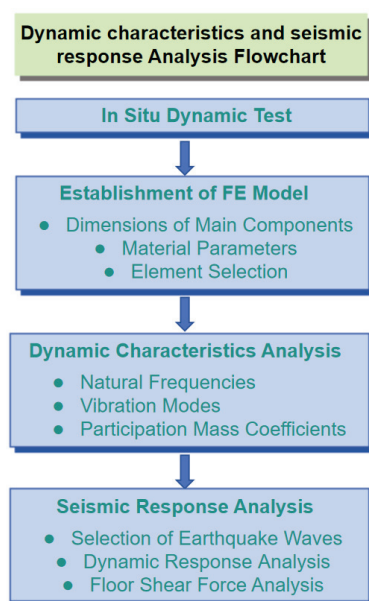 Dynamic characteristics and seismic
response Analysis Flowchart
In Situ Dynamic Test
Establishment of FE Model
● Dimensions of Main Components
● Material Parameters
● Element Selection
Dynamic Characteristics Analysis
● Natural Frequencies
● Vibration Modes
● Participation Mass Coefficients
Seismic Response Analysis
● Selection of Earthquake Waves
● Dynamic Response Analysis
● Floor Shear Force Analysis